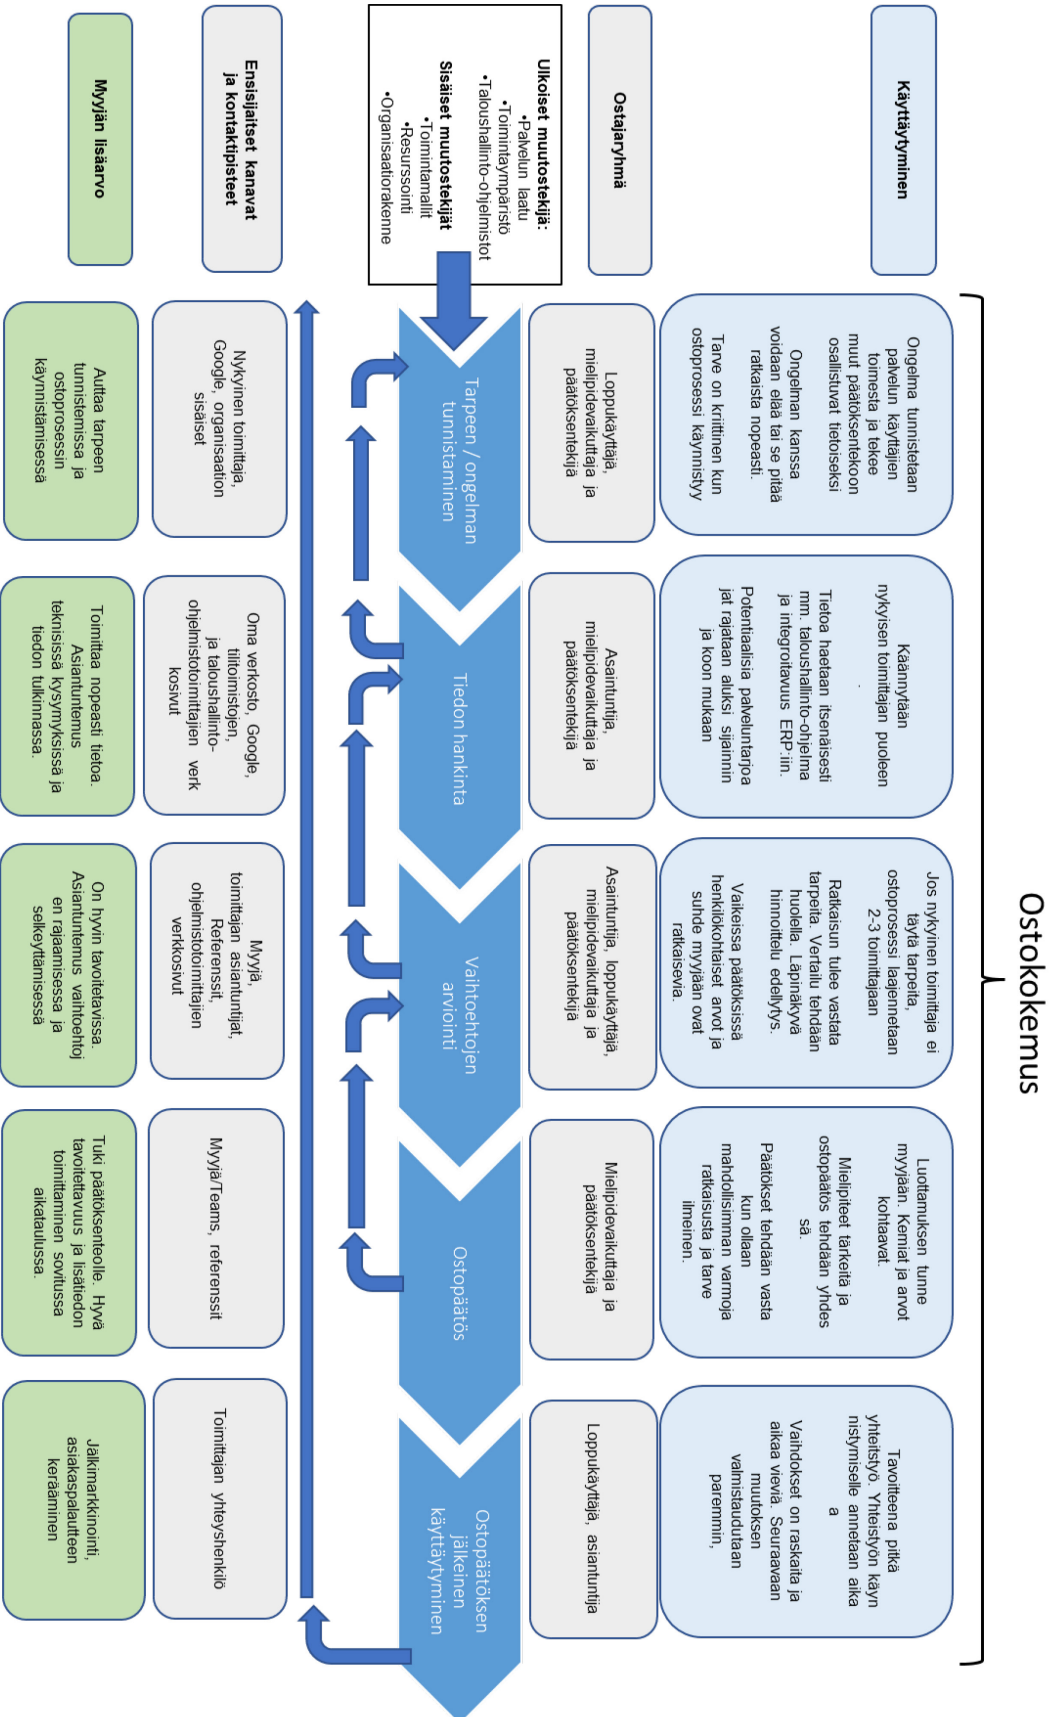 Ostokokemus
Käyttäytyminen
Ongelma tunnistetaan
palvelun käyttäjien
toimesta ja tekee
muut päätöksentekoon
osallistuvat tietoiseksi
Ongelman kanssa
voidaan elää tai se pitää
ratkaista nopeasti.
Tarve on kriittinen kun
ostoprosessi käynnistyy
Käännytään
nykyisen toimittajan puoleen
.
Tietoa haetaan itsenäisesti
mm. taloushallinto-ohjelma
ja integroitavuus ERP:iin.
Potentiaalisia palveluntarjoa
jat rajataan aluksi sijainnin
ja koon mukaan
Jos nykyinen toimittaja ei
täytä tarpeita,
ostoprosessi laajennetaan
2-3 toimittajaan
Ratkaisun tulee vastata
tarpeita. Vertailu tehdään
huolella. Läpinäkyvä
hinnoittelu edellytys.
Vaikeissa päätöksissä
henkilökohtaiset arvot ja
suhde myyjään ovat
ratkaisevia.
Luottamuksen tunne
myyjään. Kemiat ja arvot
kohtaavat.
Mielipiteet tärkeitä ja
ostopäätös tehdään yhdes
sä.
Päätökset tehdään vasta
kun ollaan
mahdollisimman varmoja
ratkaisusta ja tarve
ilmeinen.
Tavoitteena pitkä
yhteitstyö. Yhteistyön käyn
nistymiselle annetaan aika
a
Vaihdokset on raskaita ja
aikaa vieviä. Seuraavaan
muutoksen
valmistaudutaan
paremmin,
Ostajaryhmä
Loppukäyttäjä,
mielipidevaikuttaja ja
päätöksentekijä
Asaintuntija,
mielipidevaikuttaja ja
päätöksentekijä
Asaintuntija, loppukäyttäjä,
mielipidevaikuttaja ja
päätöksentekijä
Mielipidevaikuttaja ja
päätöksentekijä
Loppukäyttäjä, asiantuntija
Ulkoiset muutostekijä:
•Palvelun laatu
•Toimintaympäristö
•Taloushallinto-ohjelmistot
Sisäiset muutostekijät
•Toimintamallit
•Resurssointi
•Organisaatiorakenne
Tarpeen / ongelman
tunnistaminen
Tiedon hankinta
Vaihtoehtojen
arviointi
Ostopäätös
Ostopäätöksen
jälkeinen
käyttäytyminen
Ensisijaitset kanavat
ja kontaktipisteet
Nykyinen toimittaja,
Google, organisaation
sisäiset
Oma verkosto, Google,
tilitoimistojen,
ja taloushallinto-
ohjelmistotoimittajien verk
kosivut
Myyjä,
toimittajan asiantuntijat,
Referenssit,
ohjelmistotoimittajien
verkkosivut
Myyjä/Teams, referenssit
Toimittajan yhteyshenkilö
Myyjän lisäarvo
Auttaa tarpeen
tunnistemissa ja
ostoprosessin
käynnistämisessä
Toimittaa nopeasti tietoa.
Asiantuntemus
teknisissä kysymyksissä ja
tiedon tulkinnassa.
On hyvin tavoitetavissa.
Asiantuntemus vaihtoehtoj
en rajaamisessa ja
selkeyttämisessä
Tuki päätöksenteolle. Hyvä
tavoitettavuus ja lisätiedon
toimittaminen sovitussa
aikataulussa.
Jälkimarkkinointi,
asiakaspalautteen
kerääminen